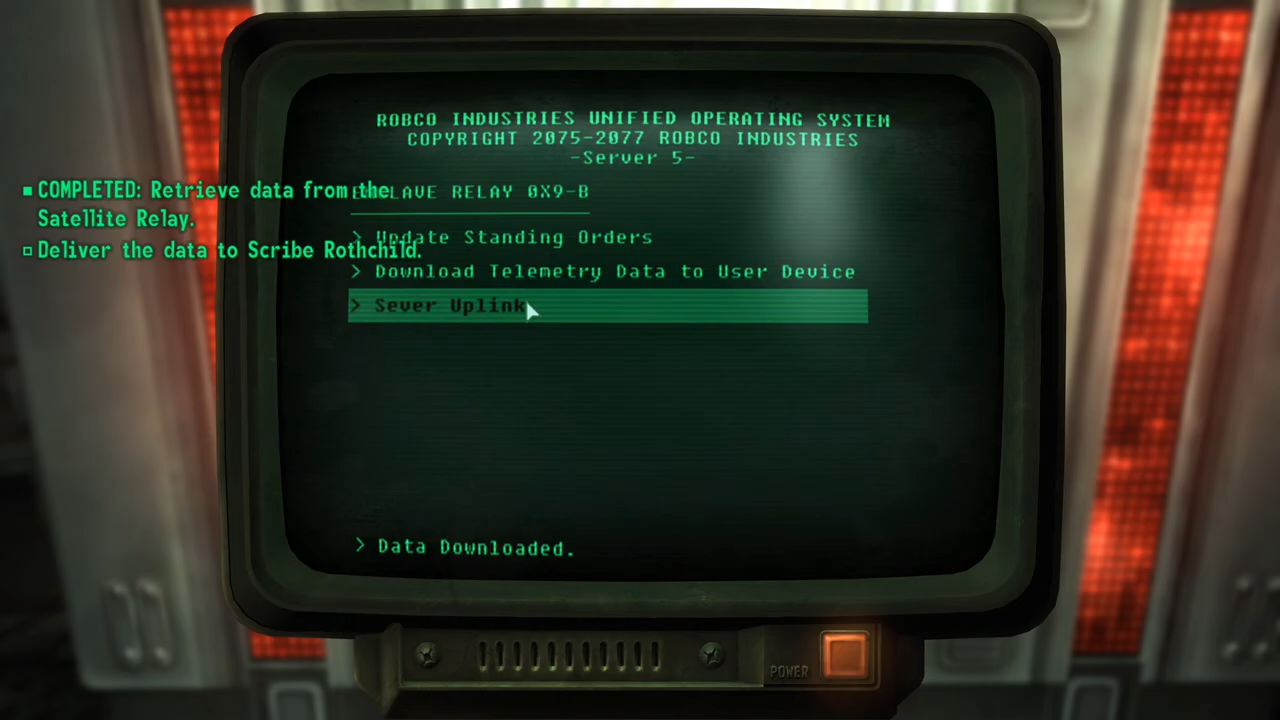 ROBCO INDUSTRIES UNIFIED OPERATING SYSTEM
COPYRIGHT 2075-2077 ROBCO INDUSTRIES
-Server 5-
■ COMPLETED: Retrieve data from the
Satellite Relay.
□ Deliver the data to Scribe Rothchild.
ENCLAVE RELAY 0X9-B
> Update Standing Orders
> Download Telemetry Data to User Device
> Sever Uplink
> Data Downloaded.
POWER